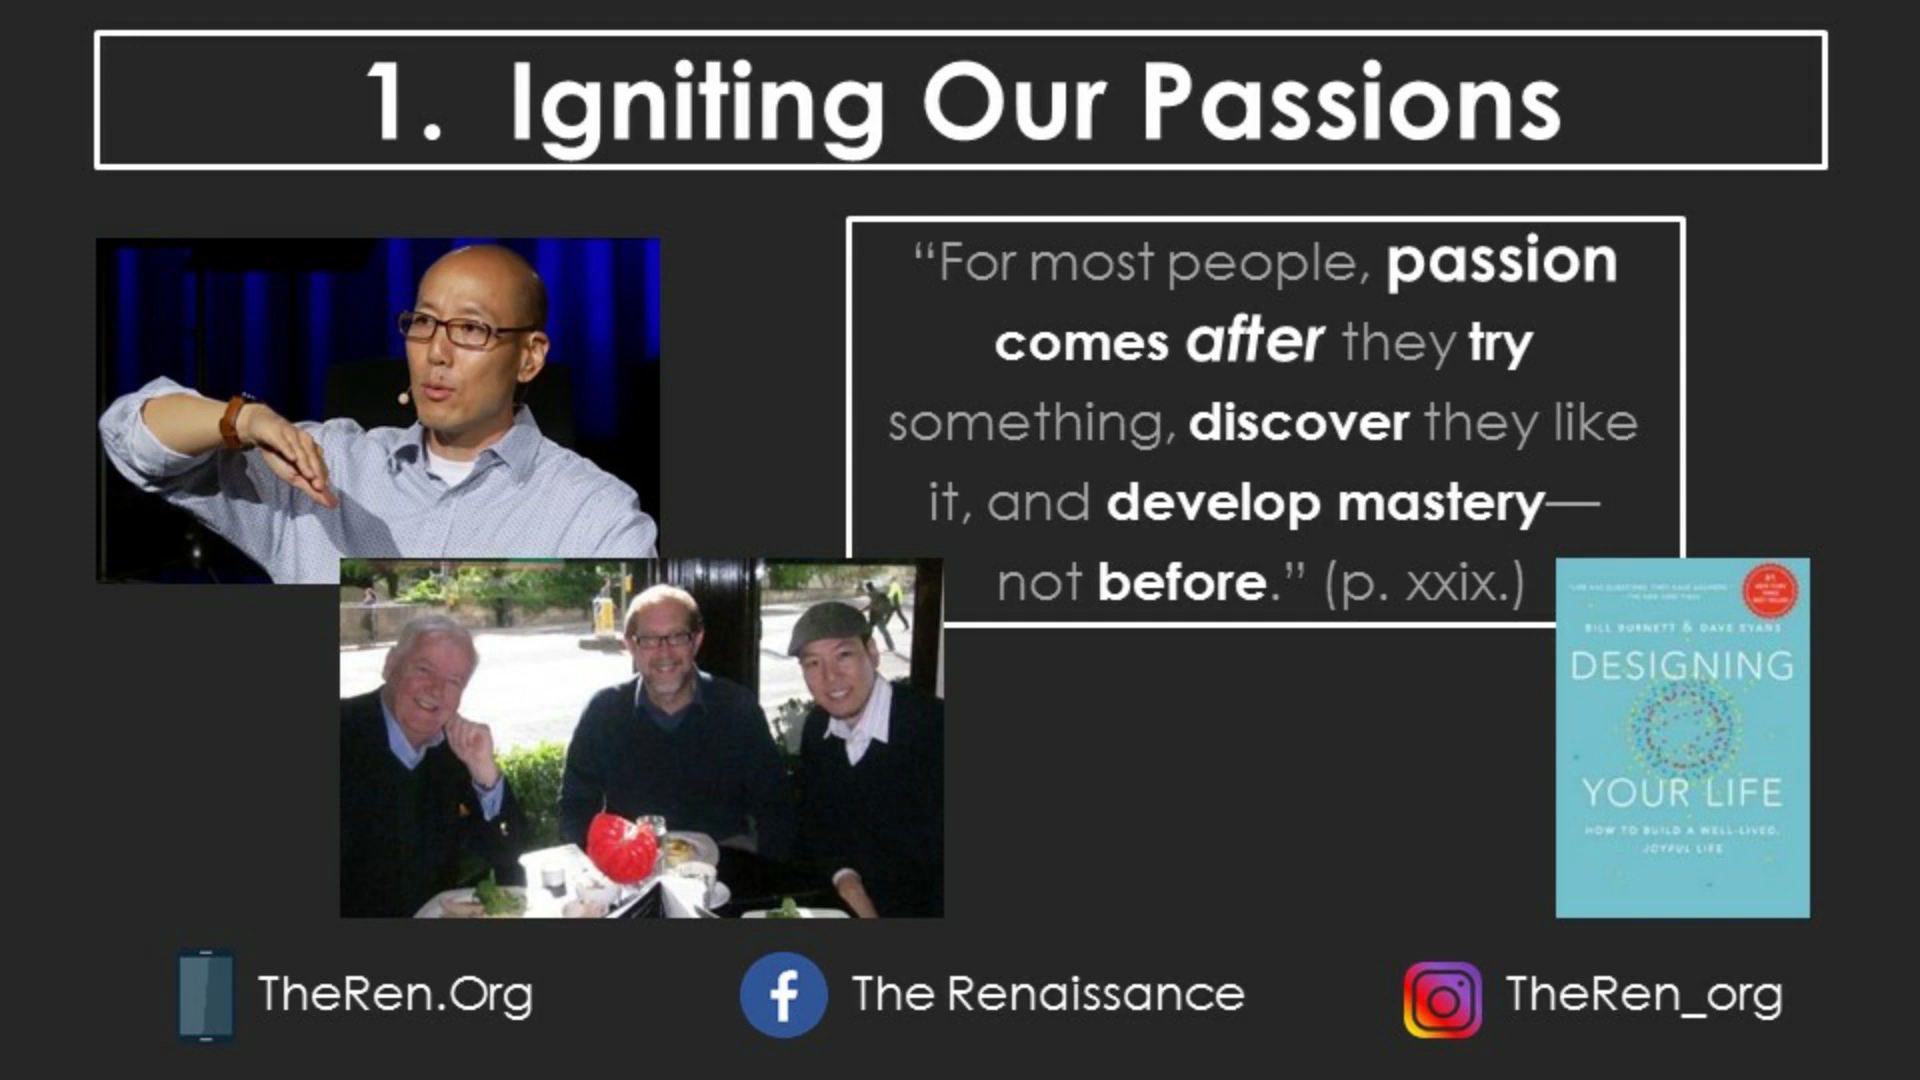 1. Igniting Our Passions
“For most people, passion
comes after they try
something, discover they like
it, and develop mastery—
not before.” (p. xxix.)
BILL BURNETT & DAVE EVANS
DESIGNING
YOUR LIFE
HOW TO BUILD A WELL-LIVED,
JOYFUL LIFE
TheRen.Org
The Renaissance
TheRen_org